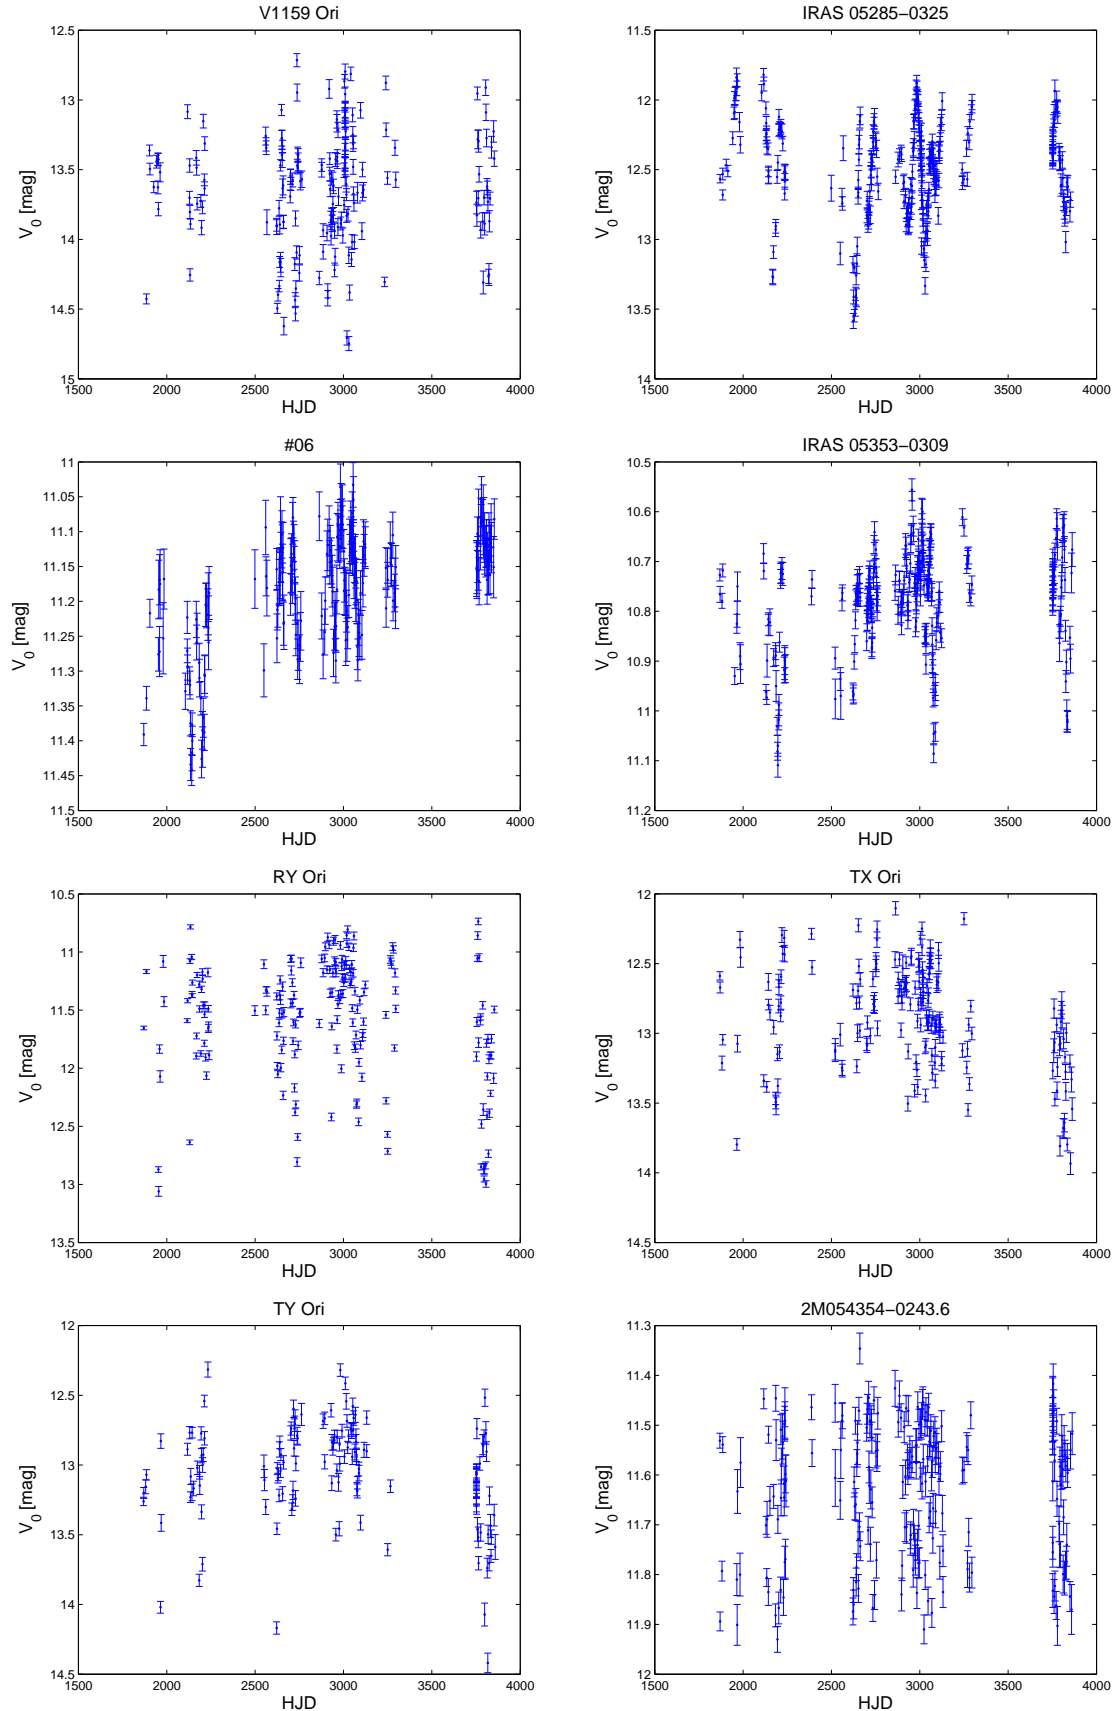 V1159 Ori
12.5
13
13.5
14
14.5
15
V_0 [mag]
1500 2000 2500 3000 3500 4000
HJD
IRAS 05285−0325
11.5
12
12.5
13
13.5
14
V_0 [mag]
1500 2000 2500 3000 3500 4000
HJD
#06
11
11.05
11.1
11.15
11.2
11.25
11.3
11.35
11.4
11.45
11.5
V_0 [mag]
1500 2000 2500 3000 3500 4000
HJD
IRAS 05353−0309
10.5
10.6
10.7
10.8
10.9
11
11.1
11.2
V_0 [mag]
1500 2000 2500 3000 3500 4000
HJD
RY Ori
10.5
11
11.5
12
12.5
13
13.5
V_0 [mag]
1500 2000 2500 3000 3500 4000
HJD
TX Ori
12
12.5
13
13.5
14
14.5
V_0 [mag]
1500 2000 2500 3000 3500 4000
HJD
TY Ori
12
12.5
13
13.5
14
14.5
V_0 [mag]
1500 2000 2500 3000 3500 4000
HJD
2M054354−0243.6
11.3
11.4
11.5
11.6
11.7
11.8
11.9
12
V_0 [mag]
1500 2000 2500 3000 3500 4000
HJD